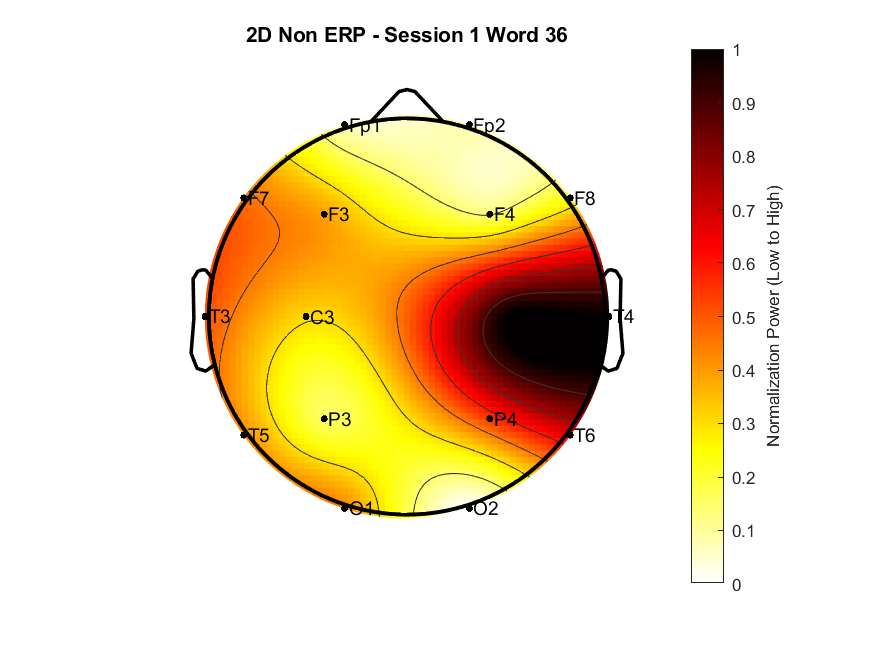 2D Non ERP - Session 1 Word 36
Fp1
Fp2
F7
F3
F4
F8
T3
C3
T4
P3
P4
T5
T6
O1
O2
1
0.9
0.8
0.7
0.6
0.5
0.4
0.3
0.2
0.1
0
Normalization Power (Low to High)